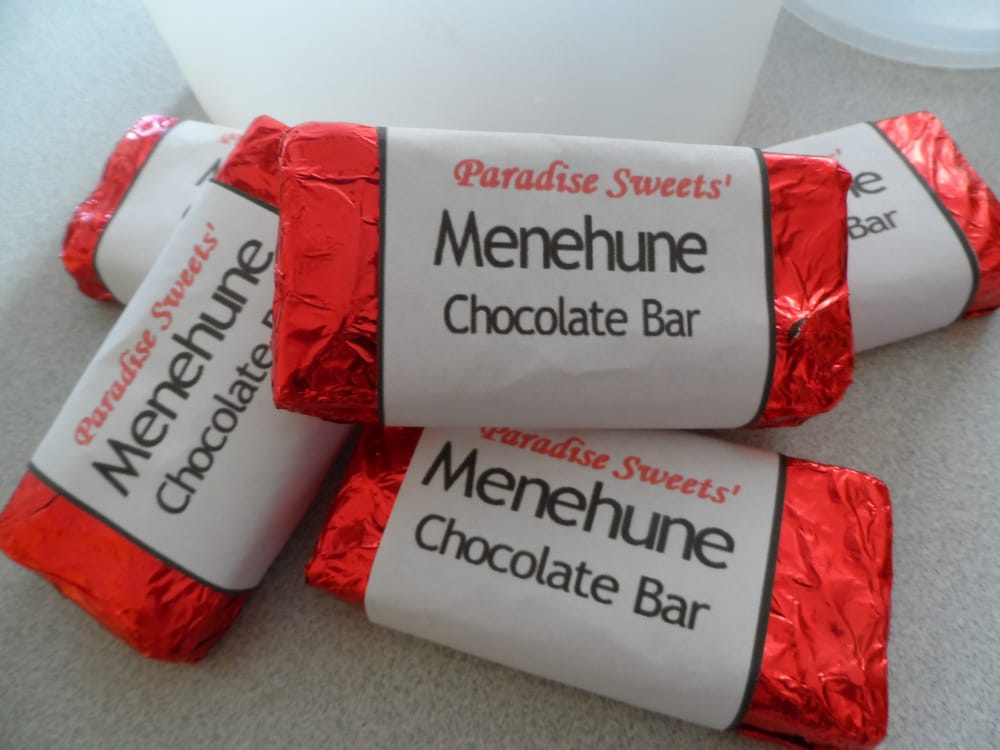 Paradise Sweets'
Menehune
Chocolate Bar
Paradise Sweets'
Menehune
Chocolate
Paradise Sweets'
Menehune
Chocolate Bar
Bar